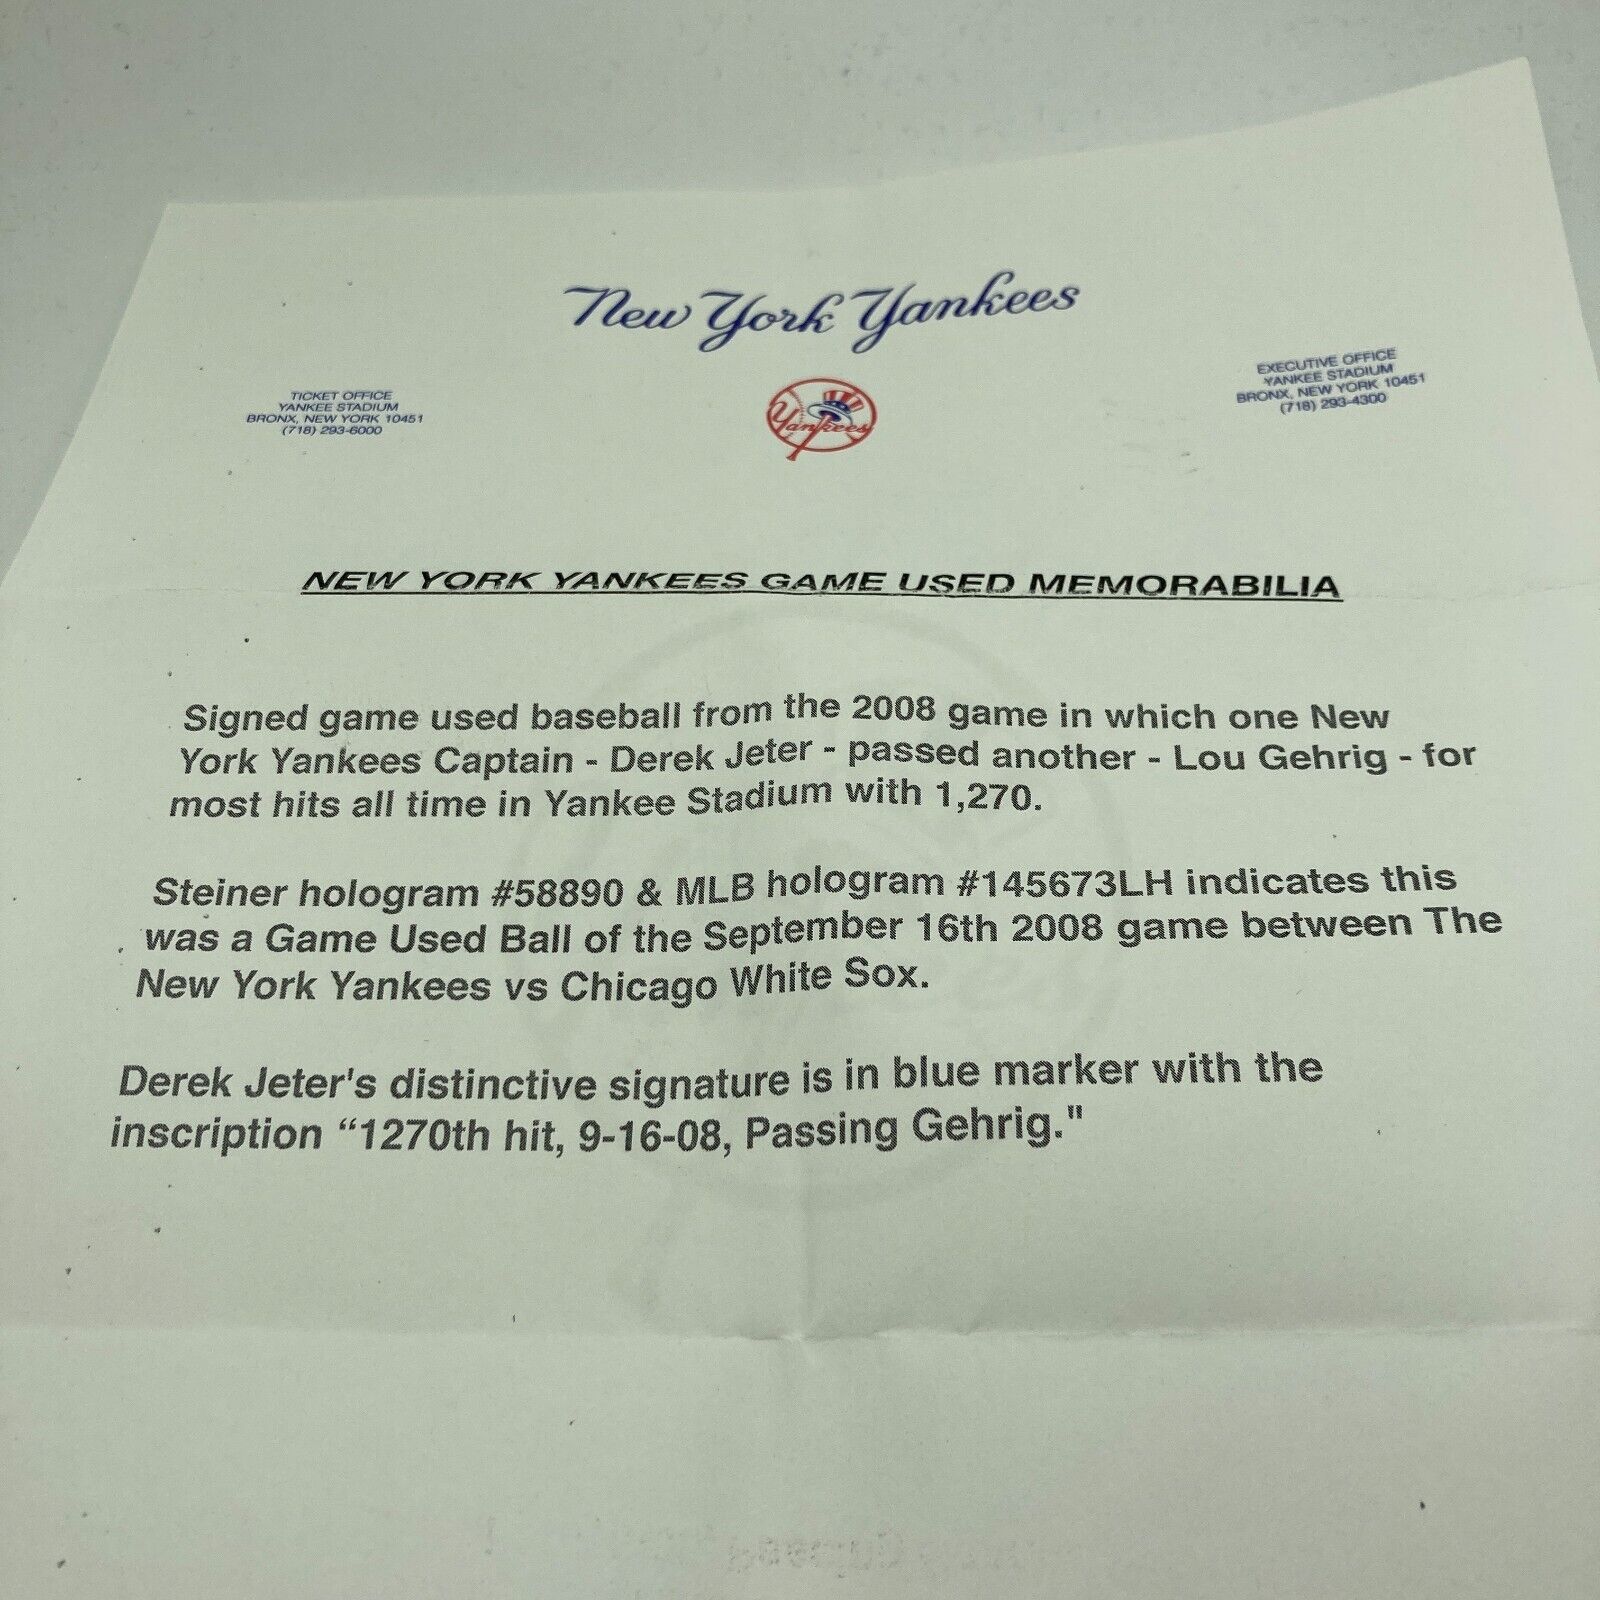 New York Yankees
TICKET OFFICE
YANKEE STADIUM
BRONX, NEW YORK 10451
(718) 293-6000
Yankees
EXECUTIVE OFFICE
YANKEE STADIUM
BRONX, NEW YORK 10451
(718) 293-4300
NEW YORK YANKEES GAME USED MEMORABILIA
Signed game used baseball from the 2008 game in which one New
York Yankees Captain - Derek Jeter - passed another - Lou Gehrig - for
most hits all time in Yankee Stadium with 1,270.
Steiner hologram #58890 & MLB hologram #145673LH indicates this
was a Game Used Ball of the September 16th 2008 game between The
New York Yankees vs Chicago White Sox.
Derek Jeter's distinctive signature is in blue marker with the
inscription “1270th hit, 9-16-08, Passing Gehrig."